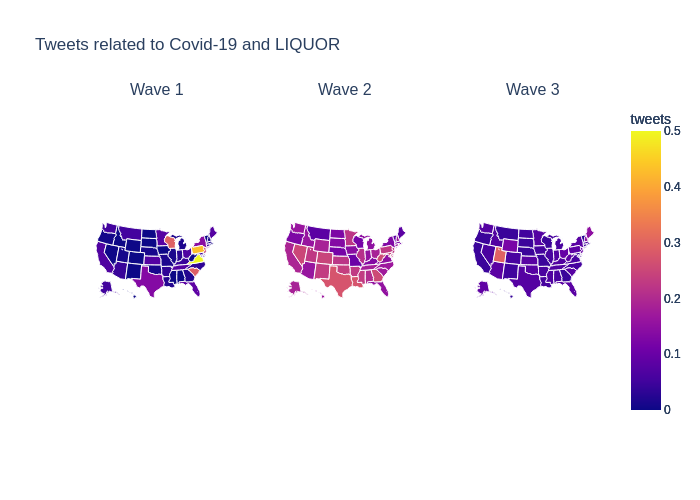 Tweets related to Covid-19 and LIQUOR
Wave 1
Wave 2
Wave 3
tweets
0.5
0.4
0.3
0.2
0.1
0